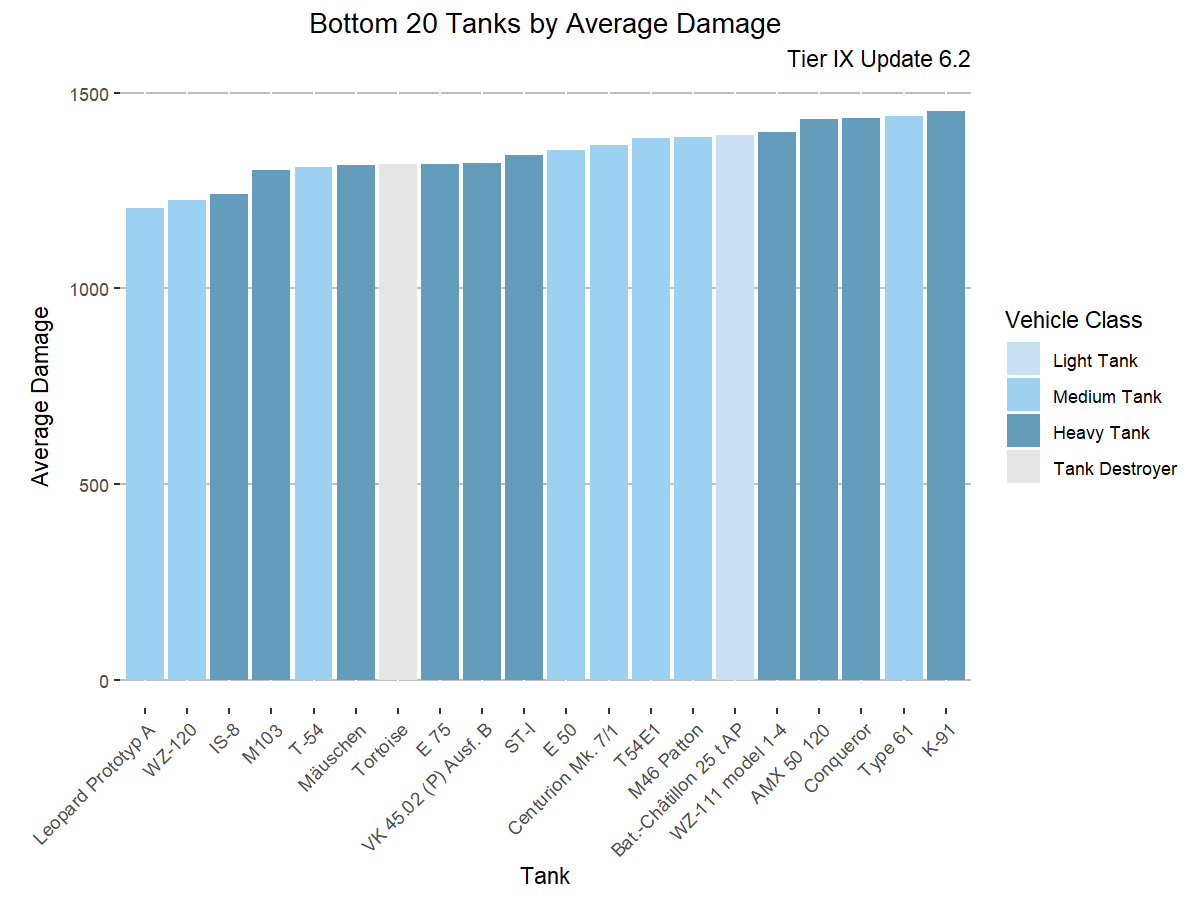 Bottom 20 Tanks by Average Damage
Tier IX Update 6.2
1500
1000
500
0
Average Damage
Leopard Prototyp A
WZ-120
IS-8
M103
T-54
Mäuschen
Tortoise
E 75
VK 45.02 (P) Ausf. B
ST-I
E 50
Centurion Mk. 7/1
T54E1
M46 Patton
Bat.-Châtillon 25 t AP
WZ-111 model 1-4
AMX 50 120
Conqueror
Type 61
K-91
Tank
Vehicle Class
Light Tank
Medium Tank
Heavy Tank
Tank Destroyer